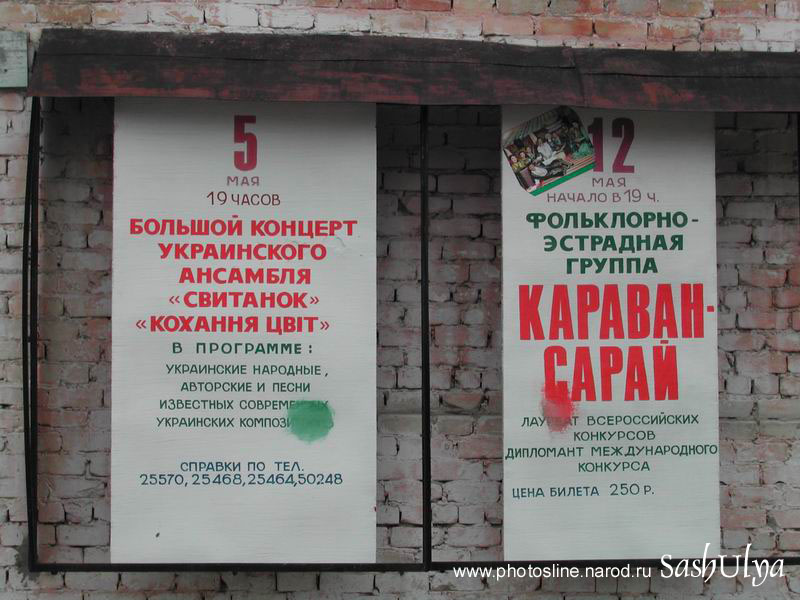 5
МАЯ
19 ЧАСОВ
БОЛЬШОЙ КОНЦЕРТ
УКРАИНСКОГО
АНСАМБЛЯ
«СВИТАНОК»
«КОХАННЯ ЦВІТ»
В ПРОГРАММЕ:
УКРАИНСКИЕ НАРОДНЫЕ,
АВТОРСКИЕ И ПЕСНИ
ИЗВЕСТНЫХ СОВРЕМЕННЫХ
УКРАИНСКИХ
СПРАВКИ ПО ТЕЛ.
25570, 25468, 25464, 50248
12
МАЯ
НАЧАЛО В 19 Ч.
ФОЛЬКЛОРНО-
ЭСТРАДНАЯ
ГРУППА
КАРАВАН-
САРАЙ
ЛАУРЕАТ ВСЕРОССИЙСКИХ
КОНКУРСОВ
ДИПЛОМАНТ МЕЖДУНАРОДНОГО
КОНКУРСА
ЦЕНА БИЛЕТА 250 Р.
www.photosline.narod.ru SashUlya